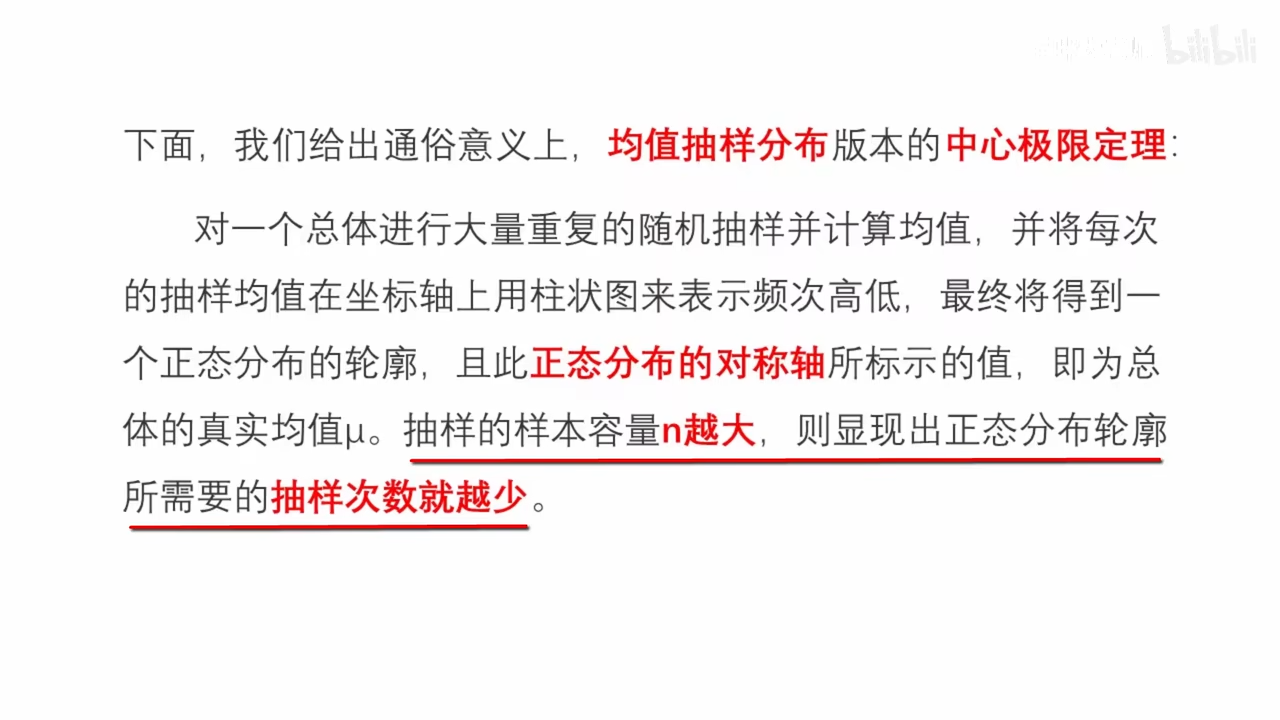 bilibili
下面，我们给出通俗意义上，均值抽样分布版本的中心极限定理：
对一个总体进行大量重复的随机抽样并计算均值，并将每次
的抽样均值在坐标轴上用柱状图来表示频次高低，最终将得到一
个正态分布的轮廓，且此正态分布的对称轴所标示的值，即为总
体的真实均值μ。抽样的样本容量n越大，则显现出正态分布轮廓
所需要的抽样次数就越少。